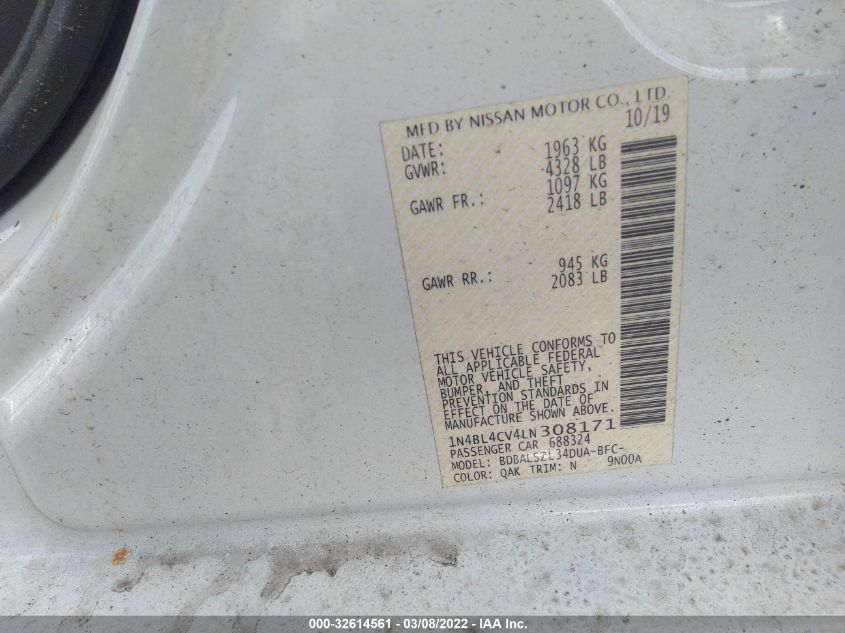 MFD BY NISSAN MOTOR CO., LTD.
DATE: 10/19
GVWR: 1963 KG
4328 LB
GAWR FR.: 1097 KG
2418 LB
GAWR RR.: 945 KG
2083 LB
THIS VEHICLE CONFORMS TO
ALL APPLICABLE FEDERAL
MOTOR VEHICLE SAFETY,
BUMPER, AND THEFT
PREVENTION STANDARDS IN
EFFECT ON THE DATE OF
MANUFACTURE SHOWN ABOVE.
1N4BL4CV4LN308171
PASSENGER CAR 688324
MODEL: BDBALSZL34DUA-BFC-
COLOR: QAK TRIM: N 9N00A
000-32614561 - 03/08/2022 - IAA Inc.